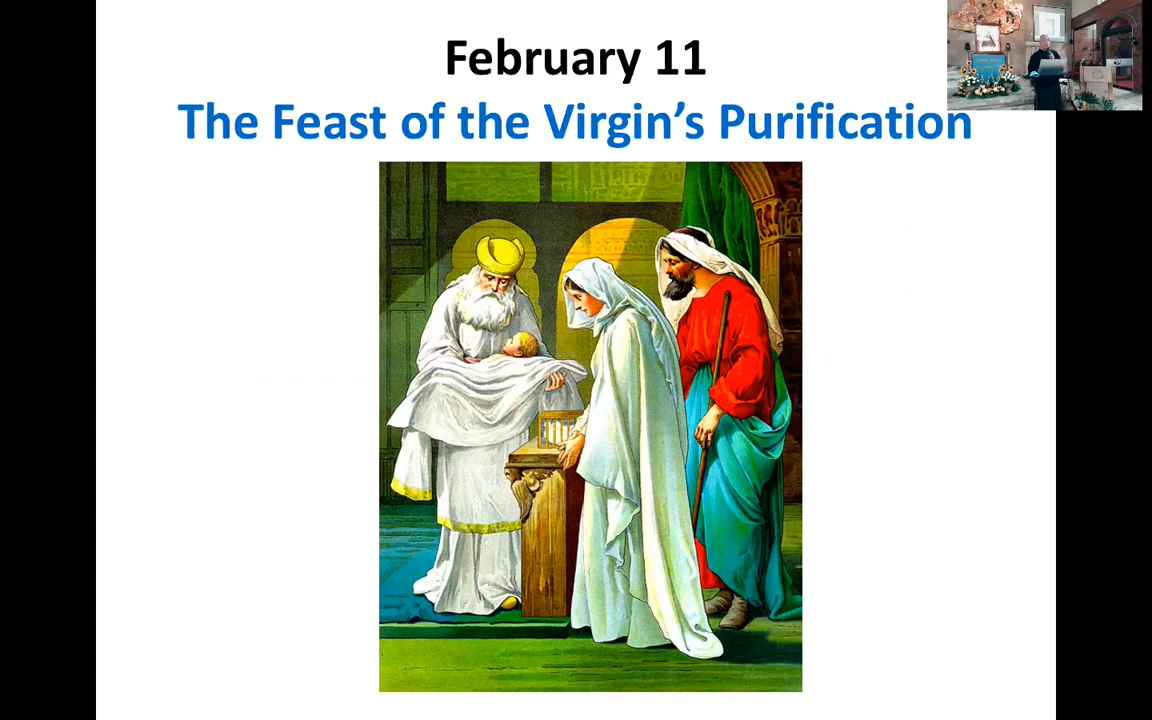 February 11
The Feast of the Virgin’s Purification